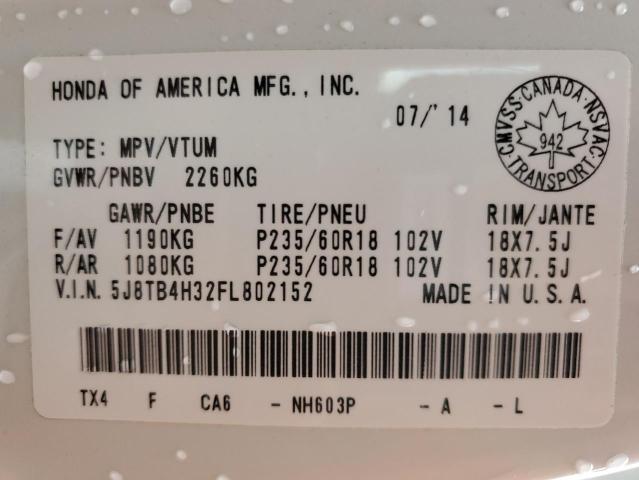 HONDA OF AMERICA MFG., INC.
07/'14
CMVSS·CANADA·NSVAC·TRANSPORT·
942
TYPE: MPV/VTUM
GVWR/PNBV 2260KG
GAWR/PNBE TIRE/PNEU RIM/JANTE
F/AV 1190KG P235/60R18 102V 18X7.5J
R/AR 1080KG P235/60R18 102V 18X7.5J
V.I.N. 5J8TB4H32FL802152 MADE IN U.S.A.
TX4 F CA6 - NH603P - A - L